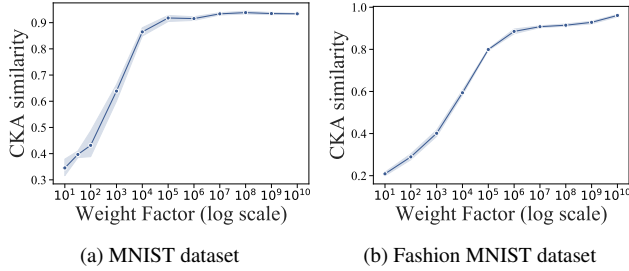 CKA similarity
0.9
0.8
0.7
0.6
0.5
0.4
0.3
10¹ 10² 10³ 10⁴ 10⁵ 10⁶ 10⁷ 10⁸ 10⁹ 10¹⁰
Weight Factor (log scale)
(a) MNIST dataset
CKA similarity
1.0
0.8
0.6
0.4
0.2
10¹ 10² 10³ 10⁴ 10⁵ 10⁶ 10⁷ 10⁸ 10⁹ 10¹⁰
Weight Factor (log scale)
(b) Fashion MNIST dataset